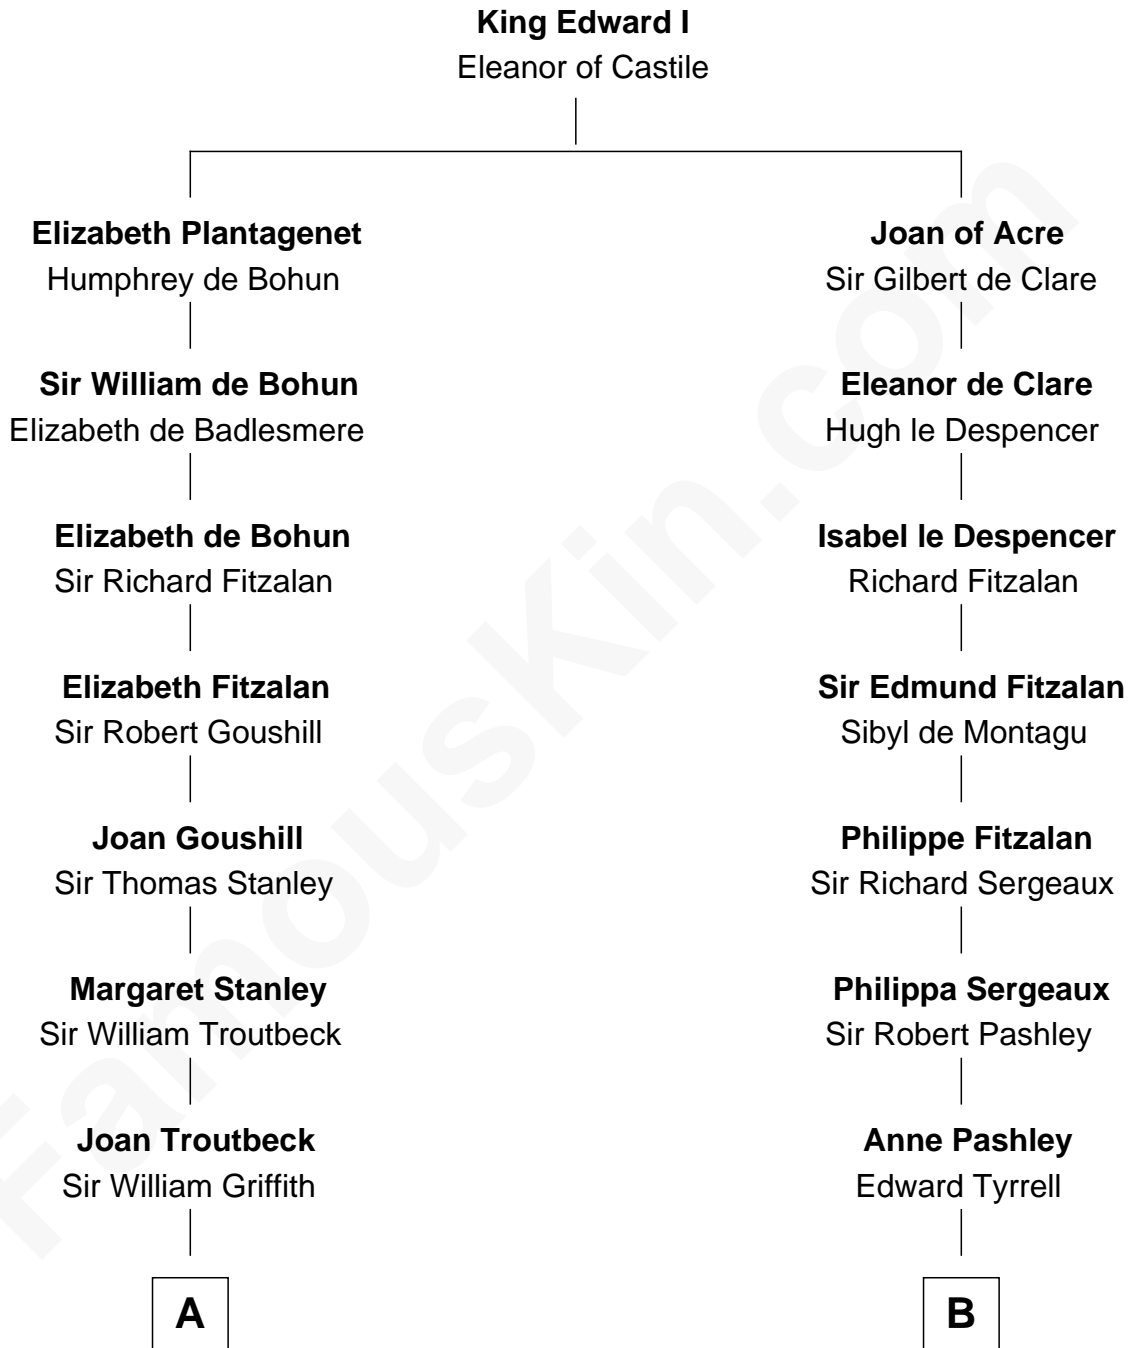 King Edward I
Eleanor of Castile
Elizabeth Plantagenet
Humphrey de Bohun
Joan of Acre
Sir Gilbert de Clare
Sir William de Bohun
Elizabeth de Badlesmere
Eleanor de Clare
Hugh le Despencer
Elizabeth de Bohun
Sir Richard Fitzalan
Isabel le Despencer
Richard Fitzalan
Elizabeth Fitzalan
Sir Robert Goushill
Sir Edmund Fitzalan
Sibyl de Montagu
Joan Goushill
Sir Thomas Stanley
Philippe Fitzalan
Sir Richard Sergeaux
Margaret Stanley
Sir William Troutbeck
Philippa Sergeaux
Sir Robert Pashley
Joan Troutbeck
Sir William Griffith
Anne Pashley
Edward Tyrrell
A
B
FamousKin.com